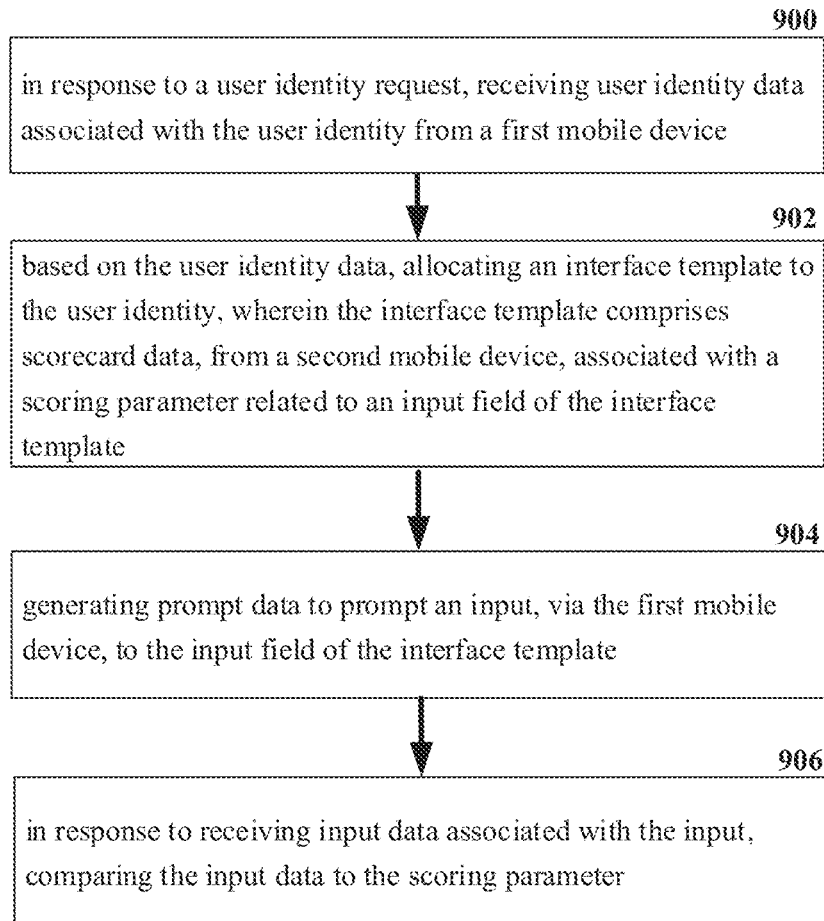 900
in response to a user identity request, receiving user identity data
associated with the user identity from a first mobile device
902
based on the user identity data, allocating an interface template to
the user identity, wherein the interface template comprises
scorecard data, from a second mobile device, associated with a
scoring parameter related to an input field of the interface
template
904
generating prompt data to prompt an input, via the first mobile
device, to the input field of the interface template
906
in response to receiving input data associated with the input,
comparing the input data to the scoring parameter